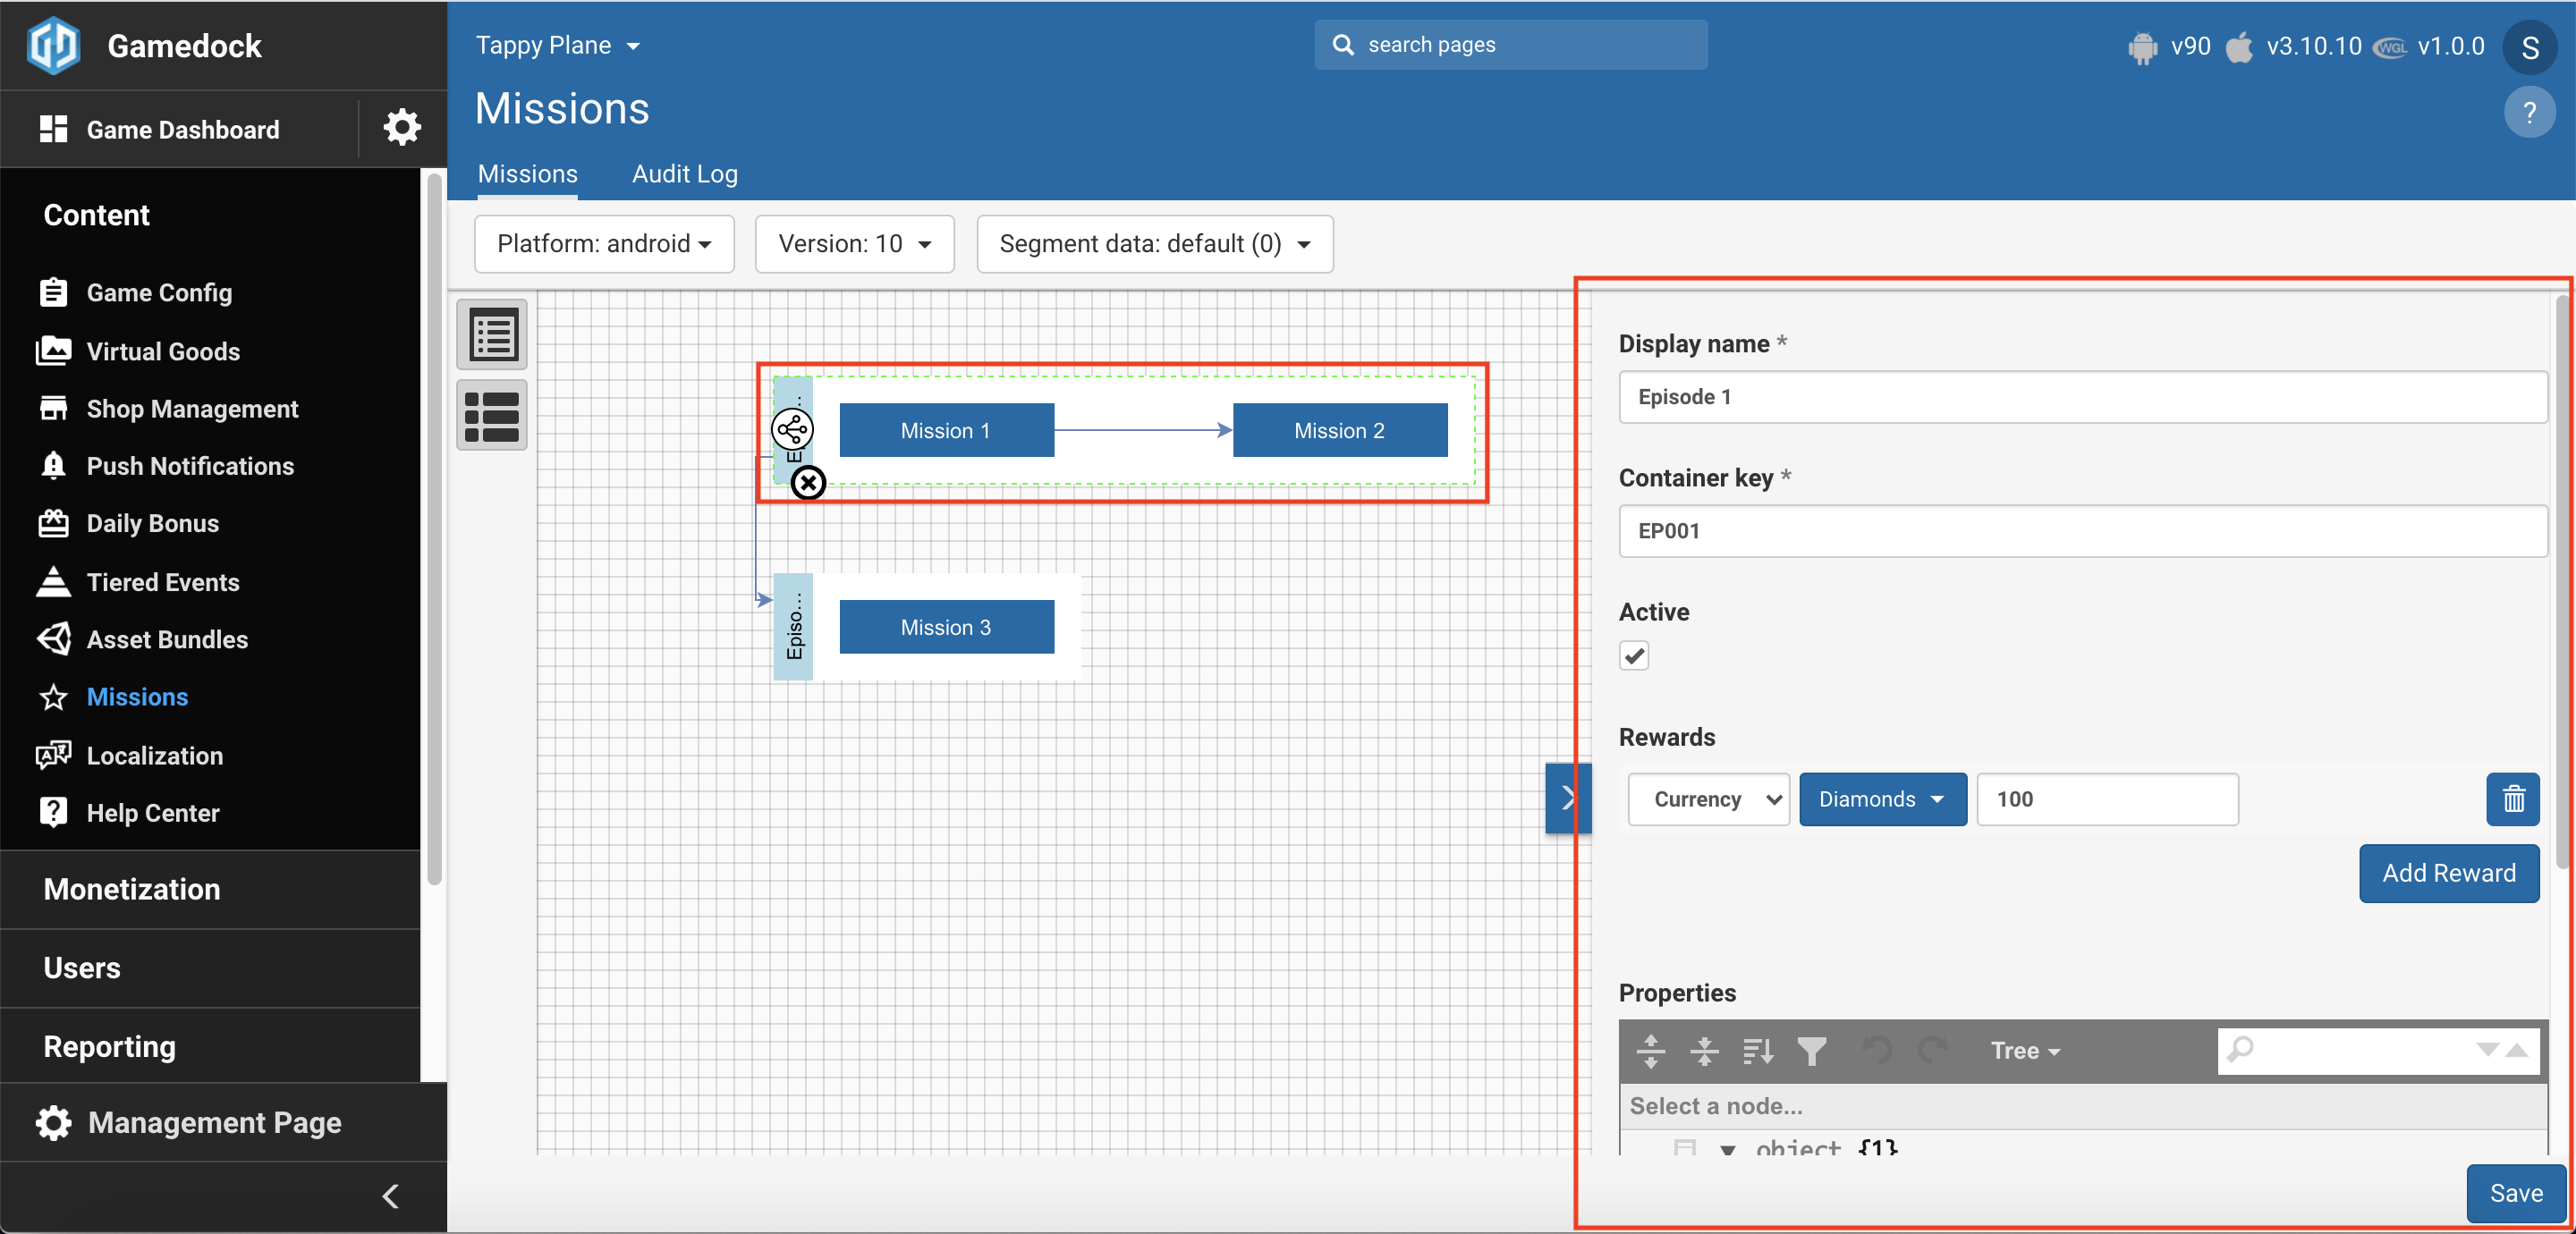 Gamedock
Tappy Plane
search pages
v90
v3.10.10
WGL
v1.0.0
S
Game Dashboard
Missions
?
Missions
Audit Log
Content
Platform: android
Version: 10
Segment data: default (0)
Game Config
Virtual Goods
Shop Management
Push Notifications
Daily Bonus
Tiered Events
Asset Bundles
Missions
Localization
Help Center
Monetization
Users
Reporting
Management Page
Mission 1
Mission 2
Episo...
Mission 3
Display name *
Episode 1
Container key *
EP001
Active
Rewards
Currency
Diamonds
100
Add Reward
Properties
Tree
Select a node...
object {1}
Save